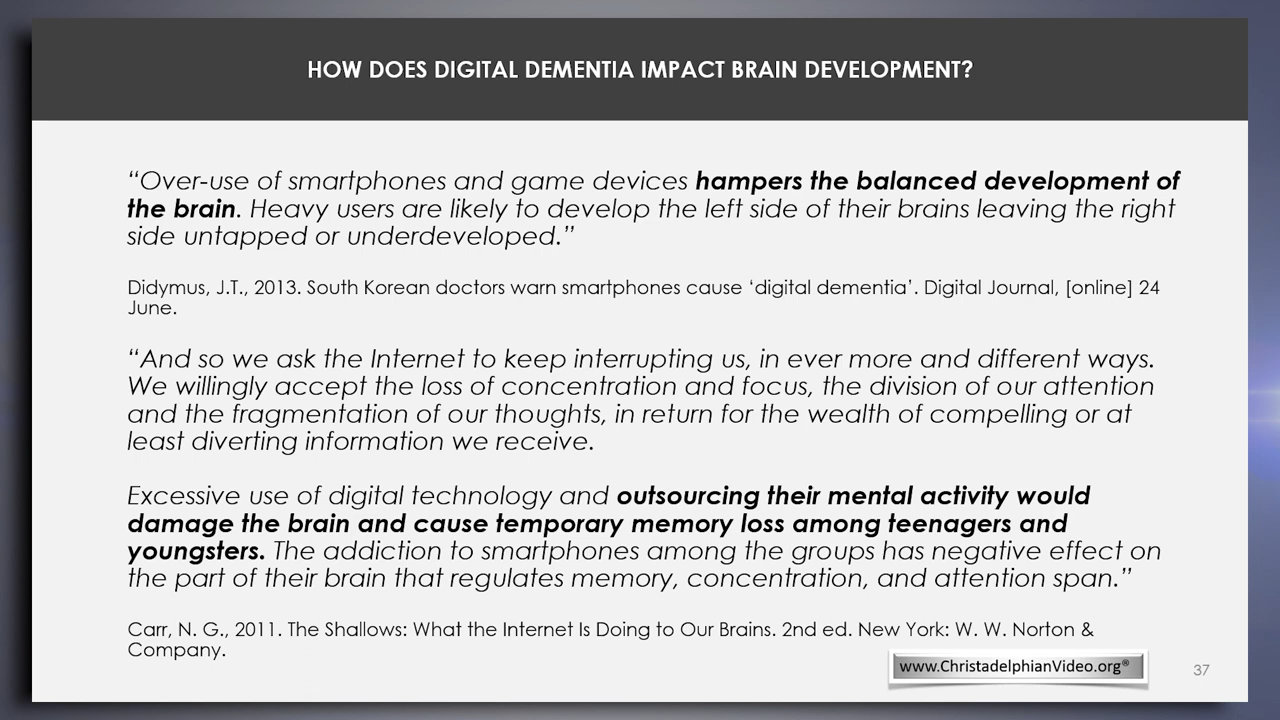 HOW DOES DIGITAL DEMENTIA IMPACT BRAIN DEVELOPMENT?
“Over-use of smartphones and game devices hampers the balanced development of
the brain. Heavy users are likely to develop the left side of their brains leaving the right
side untapped or underdeveloped.”
Didymus, J.T., 2013. South Korean doctors warn smartphones cause ‘digital dementia’. Digital Journal, [online] 24
June.
“And so we ask the Internet to keep interrupting us, in ever more and different ways.
We willingly accept the loss of concentration and focus, the division of our attention
and the fragmentation of our thoughts, in return for the wealth of compelling or at
least diverting information we receive.
Excessive use of digital technology and outsourcing their mental activity would
damage the brain and cause temporary memory loss among teenagers and
youngsters. The addiction to smartphones among the groups has negative effect on
the part of their brain that regulates memory, concentration, and attention span.”
Carr, N. G., 2011. The Shallows: What the Internet Is Doing to Our Brains. 2nd ed. New York: W. W. Norton &
Company.
www.ChristadelphianVideo.org®
37